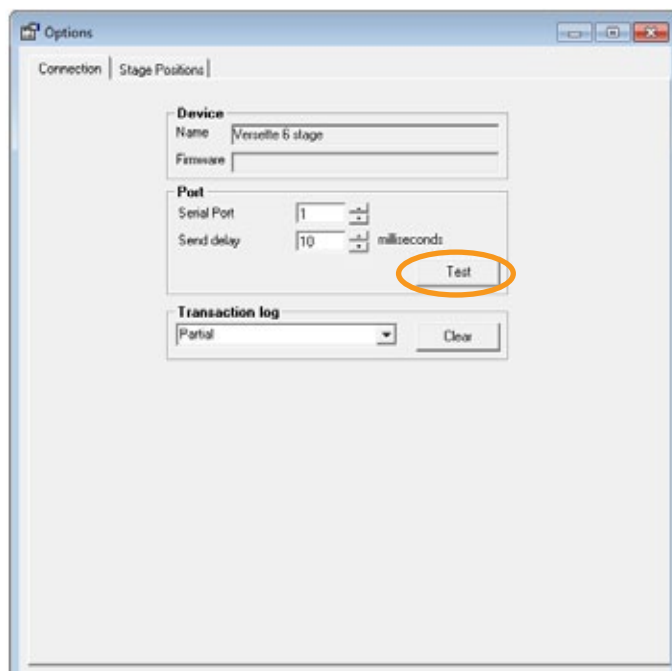 Options
Connection Stage Positions
Device
Name Versette 6 stage
Firmware
Port
Serial Port 1
Send delay 10 milliseconds
Test
Transaction log
Partial Clear